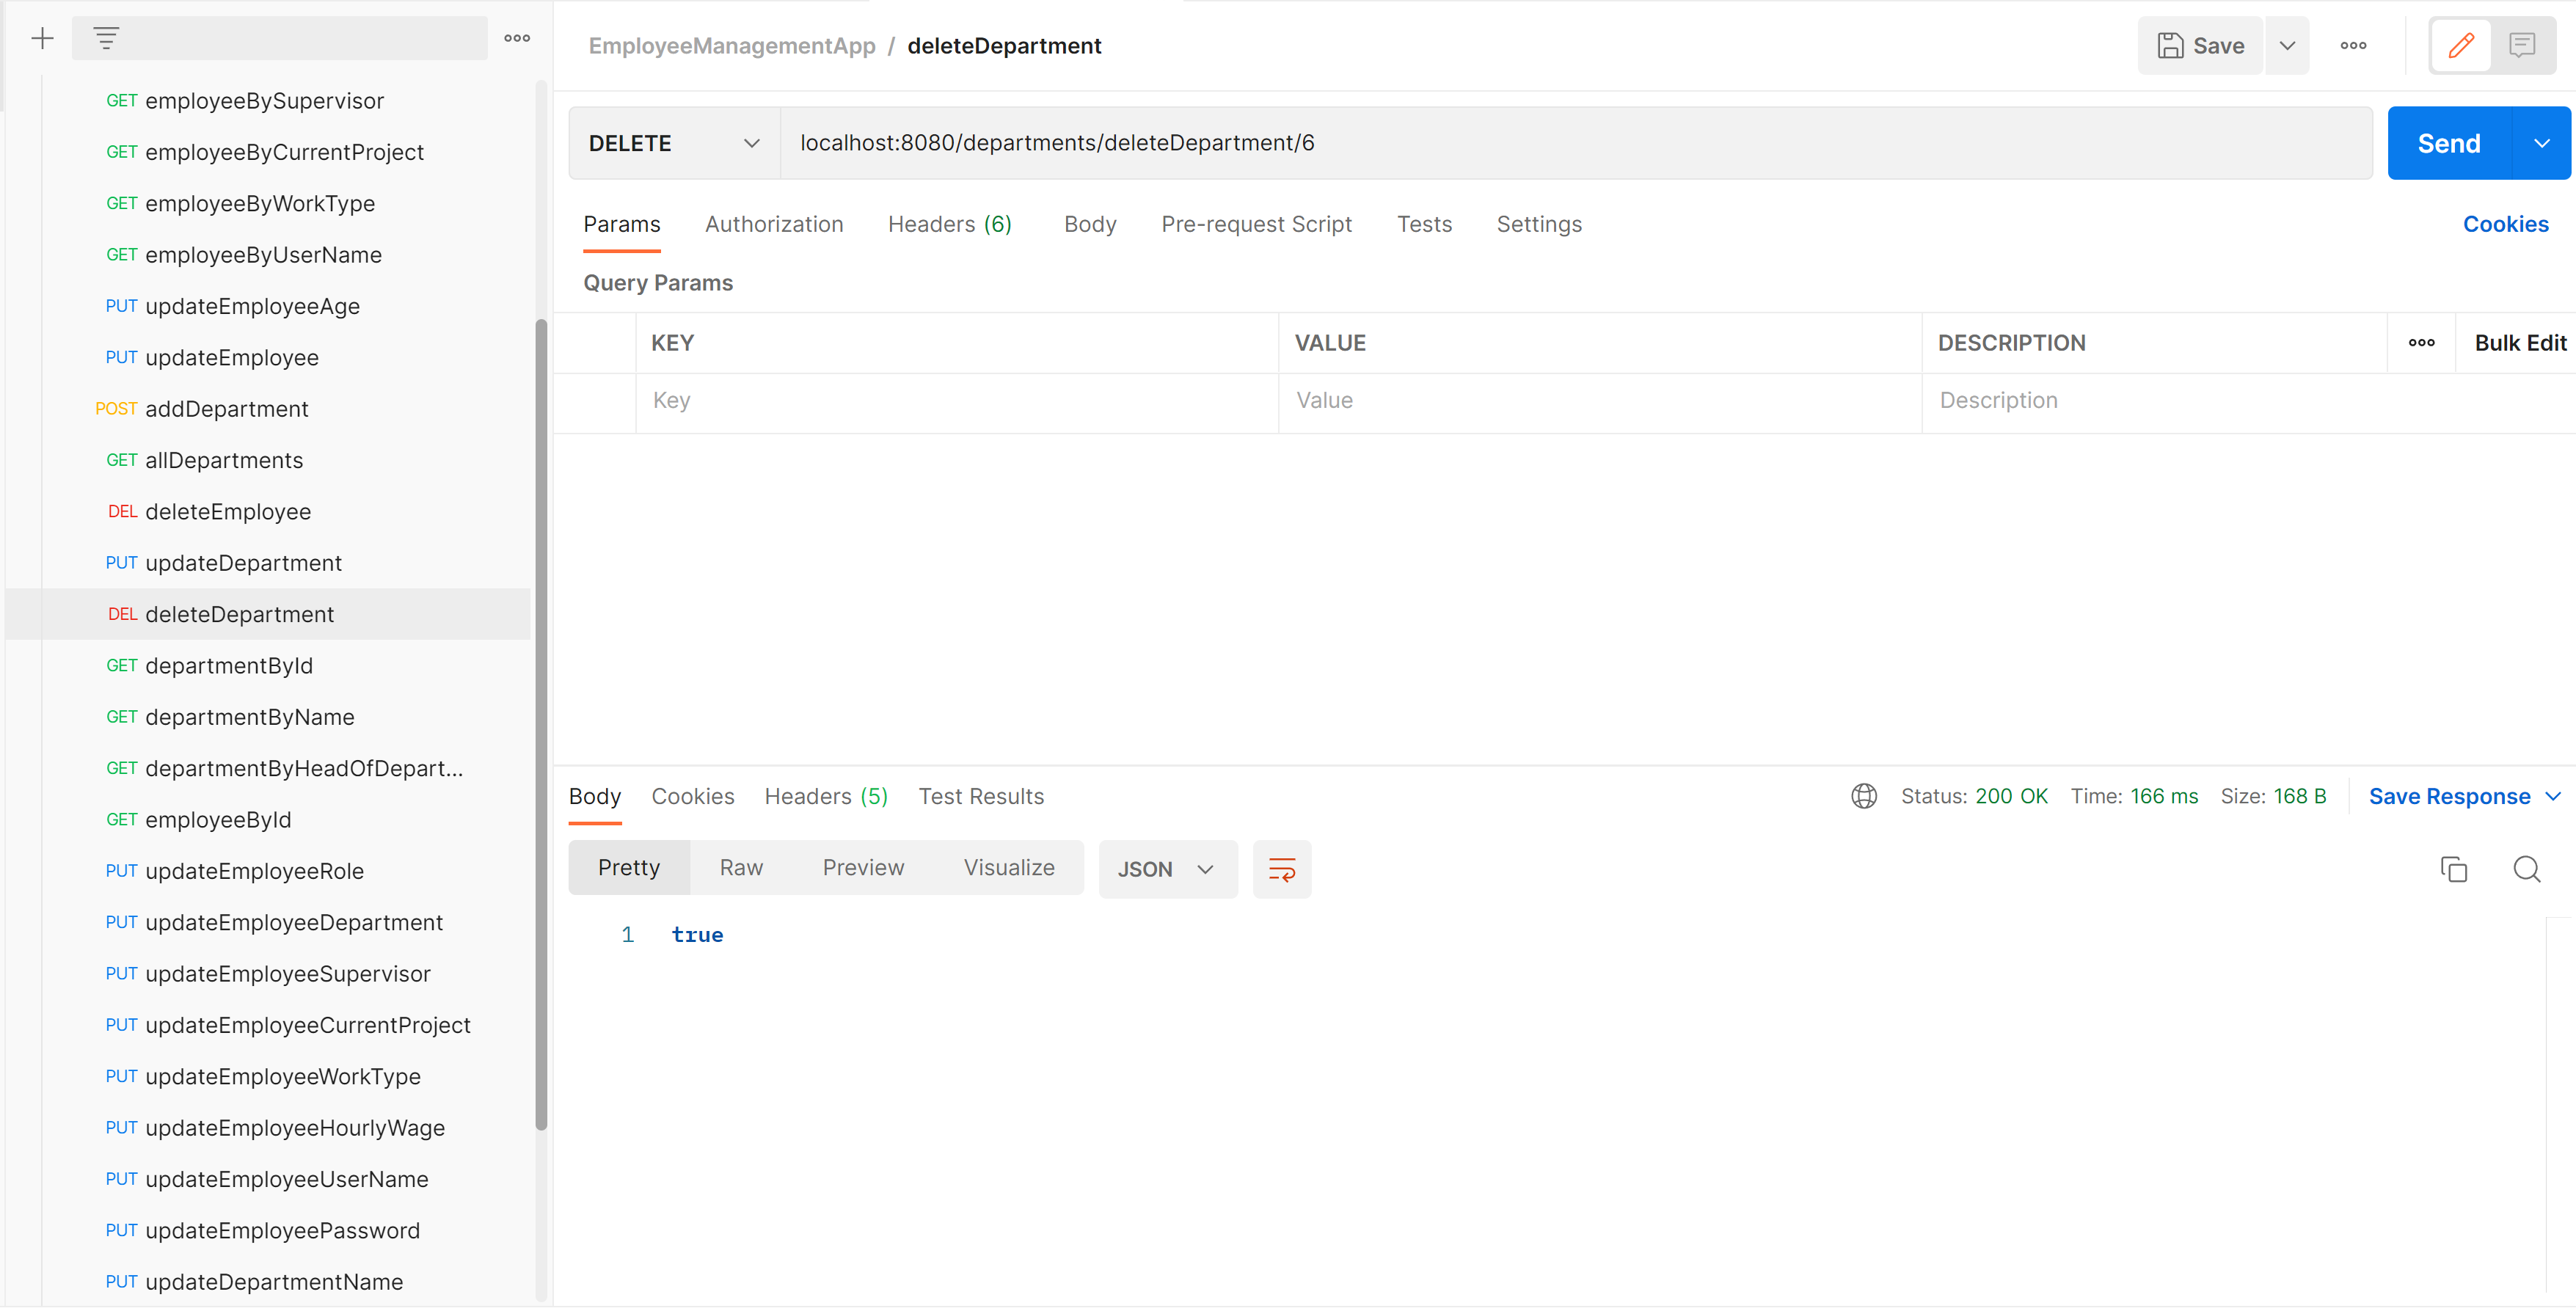 GET employeeBySupervisor
GET employeeByCurrentProject
GET employeeByWorkType
GET employeeByUserName
PUT updateEmployeeAge
PUT updateEmployee
POST addDepartment
GET allDepartments
DEL deleteEmployee
PUT updateDepartment
DEL deleteDepartment
GET departmentById
GET departmentByName
GET departmentByHeadOfDepart...
GET employeeById
PUT updateEmployeeRole
PUT updateEmployeeDepartment
PUT updateEmployeeSupervisor
PUT updateEmployeeCurrentProject
PUT updateEmployeeWorkType
PUT updateEmployeeHourlyWage
PUT updateEmployeeUserName
PUT updateEmployeePassword
PUT updateDepartmentName
EmployeeManagementApp / deleteDepartment
Save
DELETE localhost:8080/departments/deleteDepartment/6 Send
Params Authorization Headers (6) Body Pre-request Script Tests Settings Cookies
Query Params
KEY VALUE DESCRIPTION Bulk Edit
Key Value Description
Body Cookies Headers (5) Test Results Status: 200 OK Time: 166 ms Size: 168 B Save Response
Pretty Raw Preview Visualize JSON
1 true